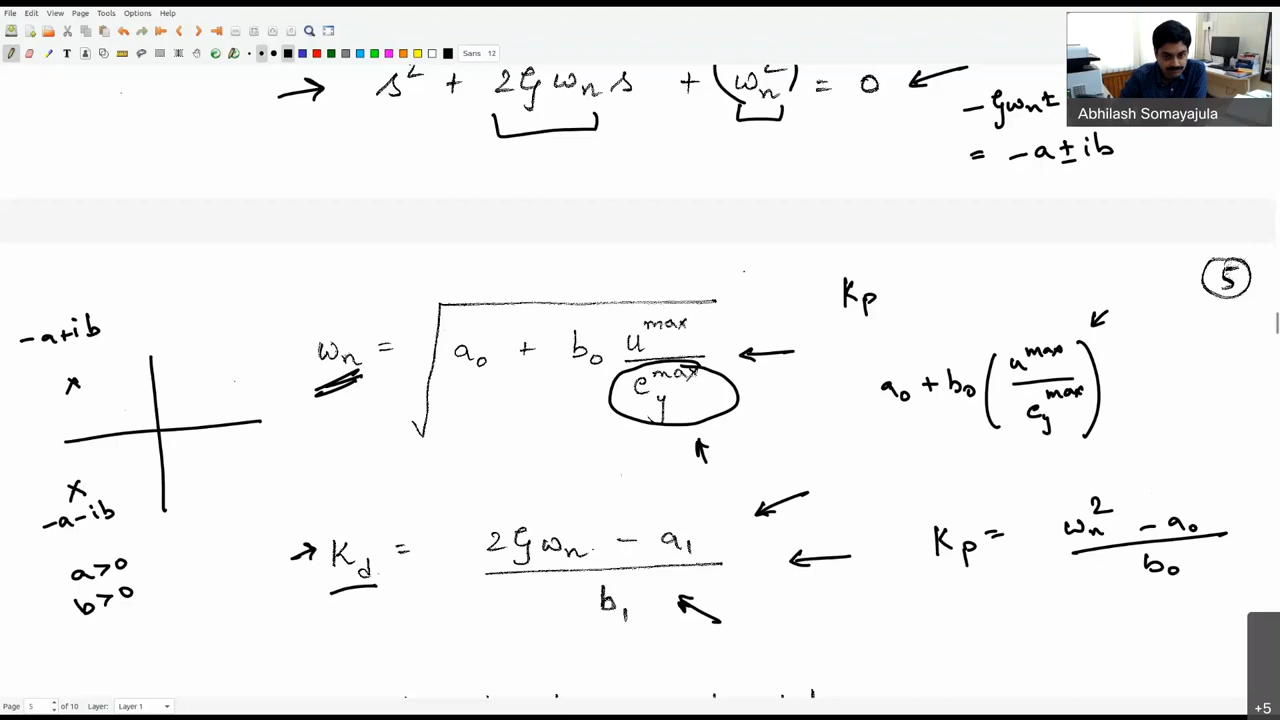 File Edit View Page Tools Options Help
Sans 12
s² + 2ζωₙs + (ωₙ²) = 0
-ζωₙ±
= -a ± ib
Abhilash Somayajula
5
Kp
-a+ib
ωₙ = √(a₀ + b₀ u^max / e_y^max)
a₀ + b₀ (u^max / e_y^max)
-a-ib
a>0
b>0
K_d = (2ζωₙ - a₁) / b₁
Kp = (ωₙ² - a₀) / b₀
Page 5 of 10 Layer: Layer 1
+5